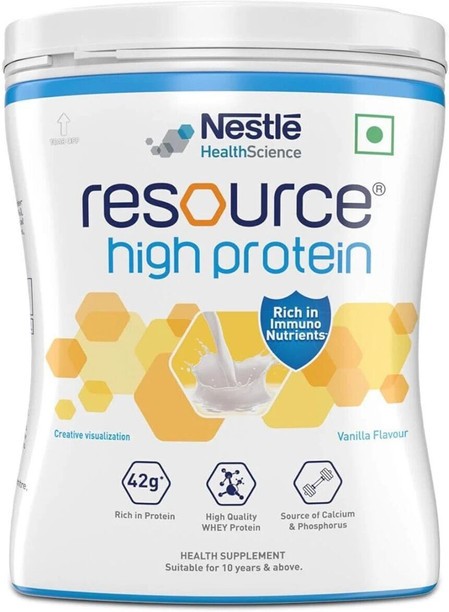 Nestlé
HealthScience
resource®
high protein
Rich in
Immuno
Nutrients
Creative visualization
Vanilla Flavour
42g*
Rich in Protein
High Quality
WHEY Protein
Source of Calcium
& Phosphorus
HEALTH SUPPLEMENT
Suitable for 10 years & above.